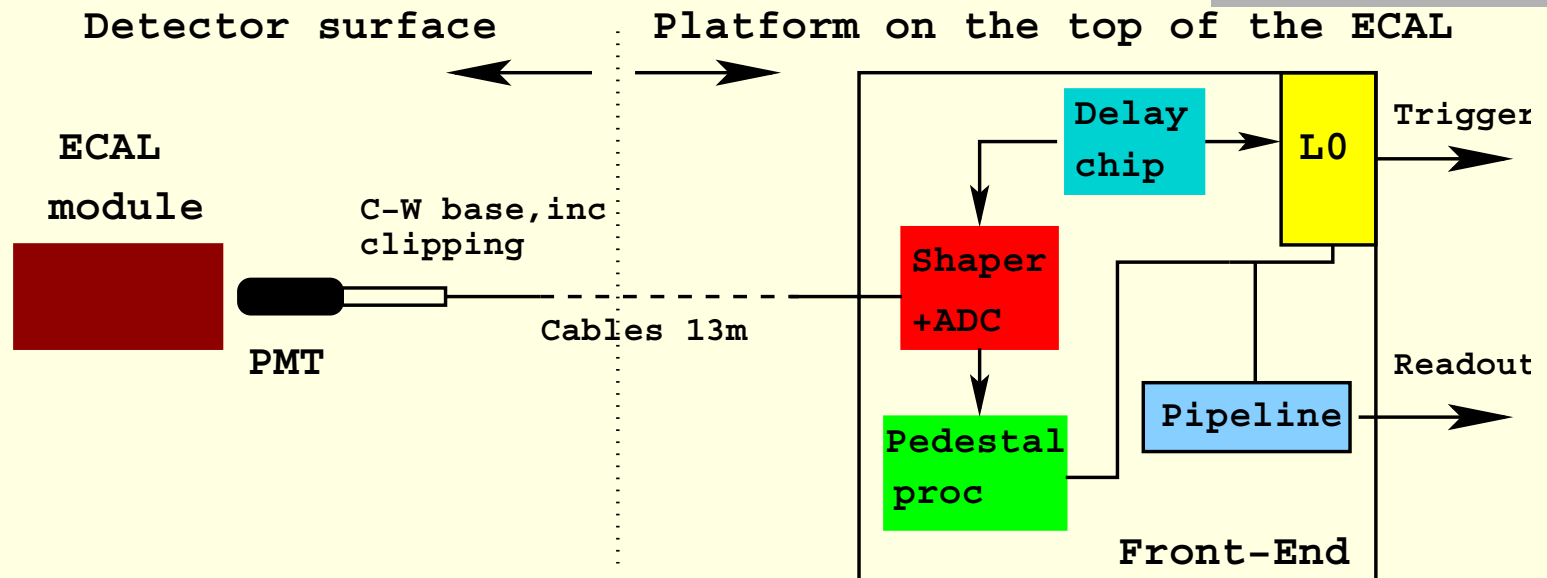 Detector surface
Platform on the top of the ECAL
ECAL
module
C-W base,inc
clipping
PMT
Cables 13m
Delay
chip
L0
Trigger
Shaper
+ADC
Pedestal
proc
Pipeline
Readout
Front-End